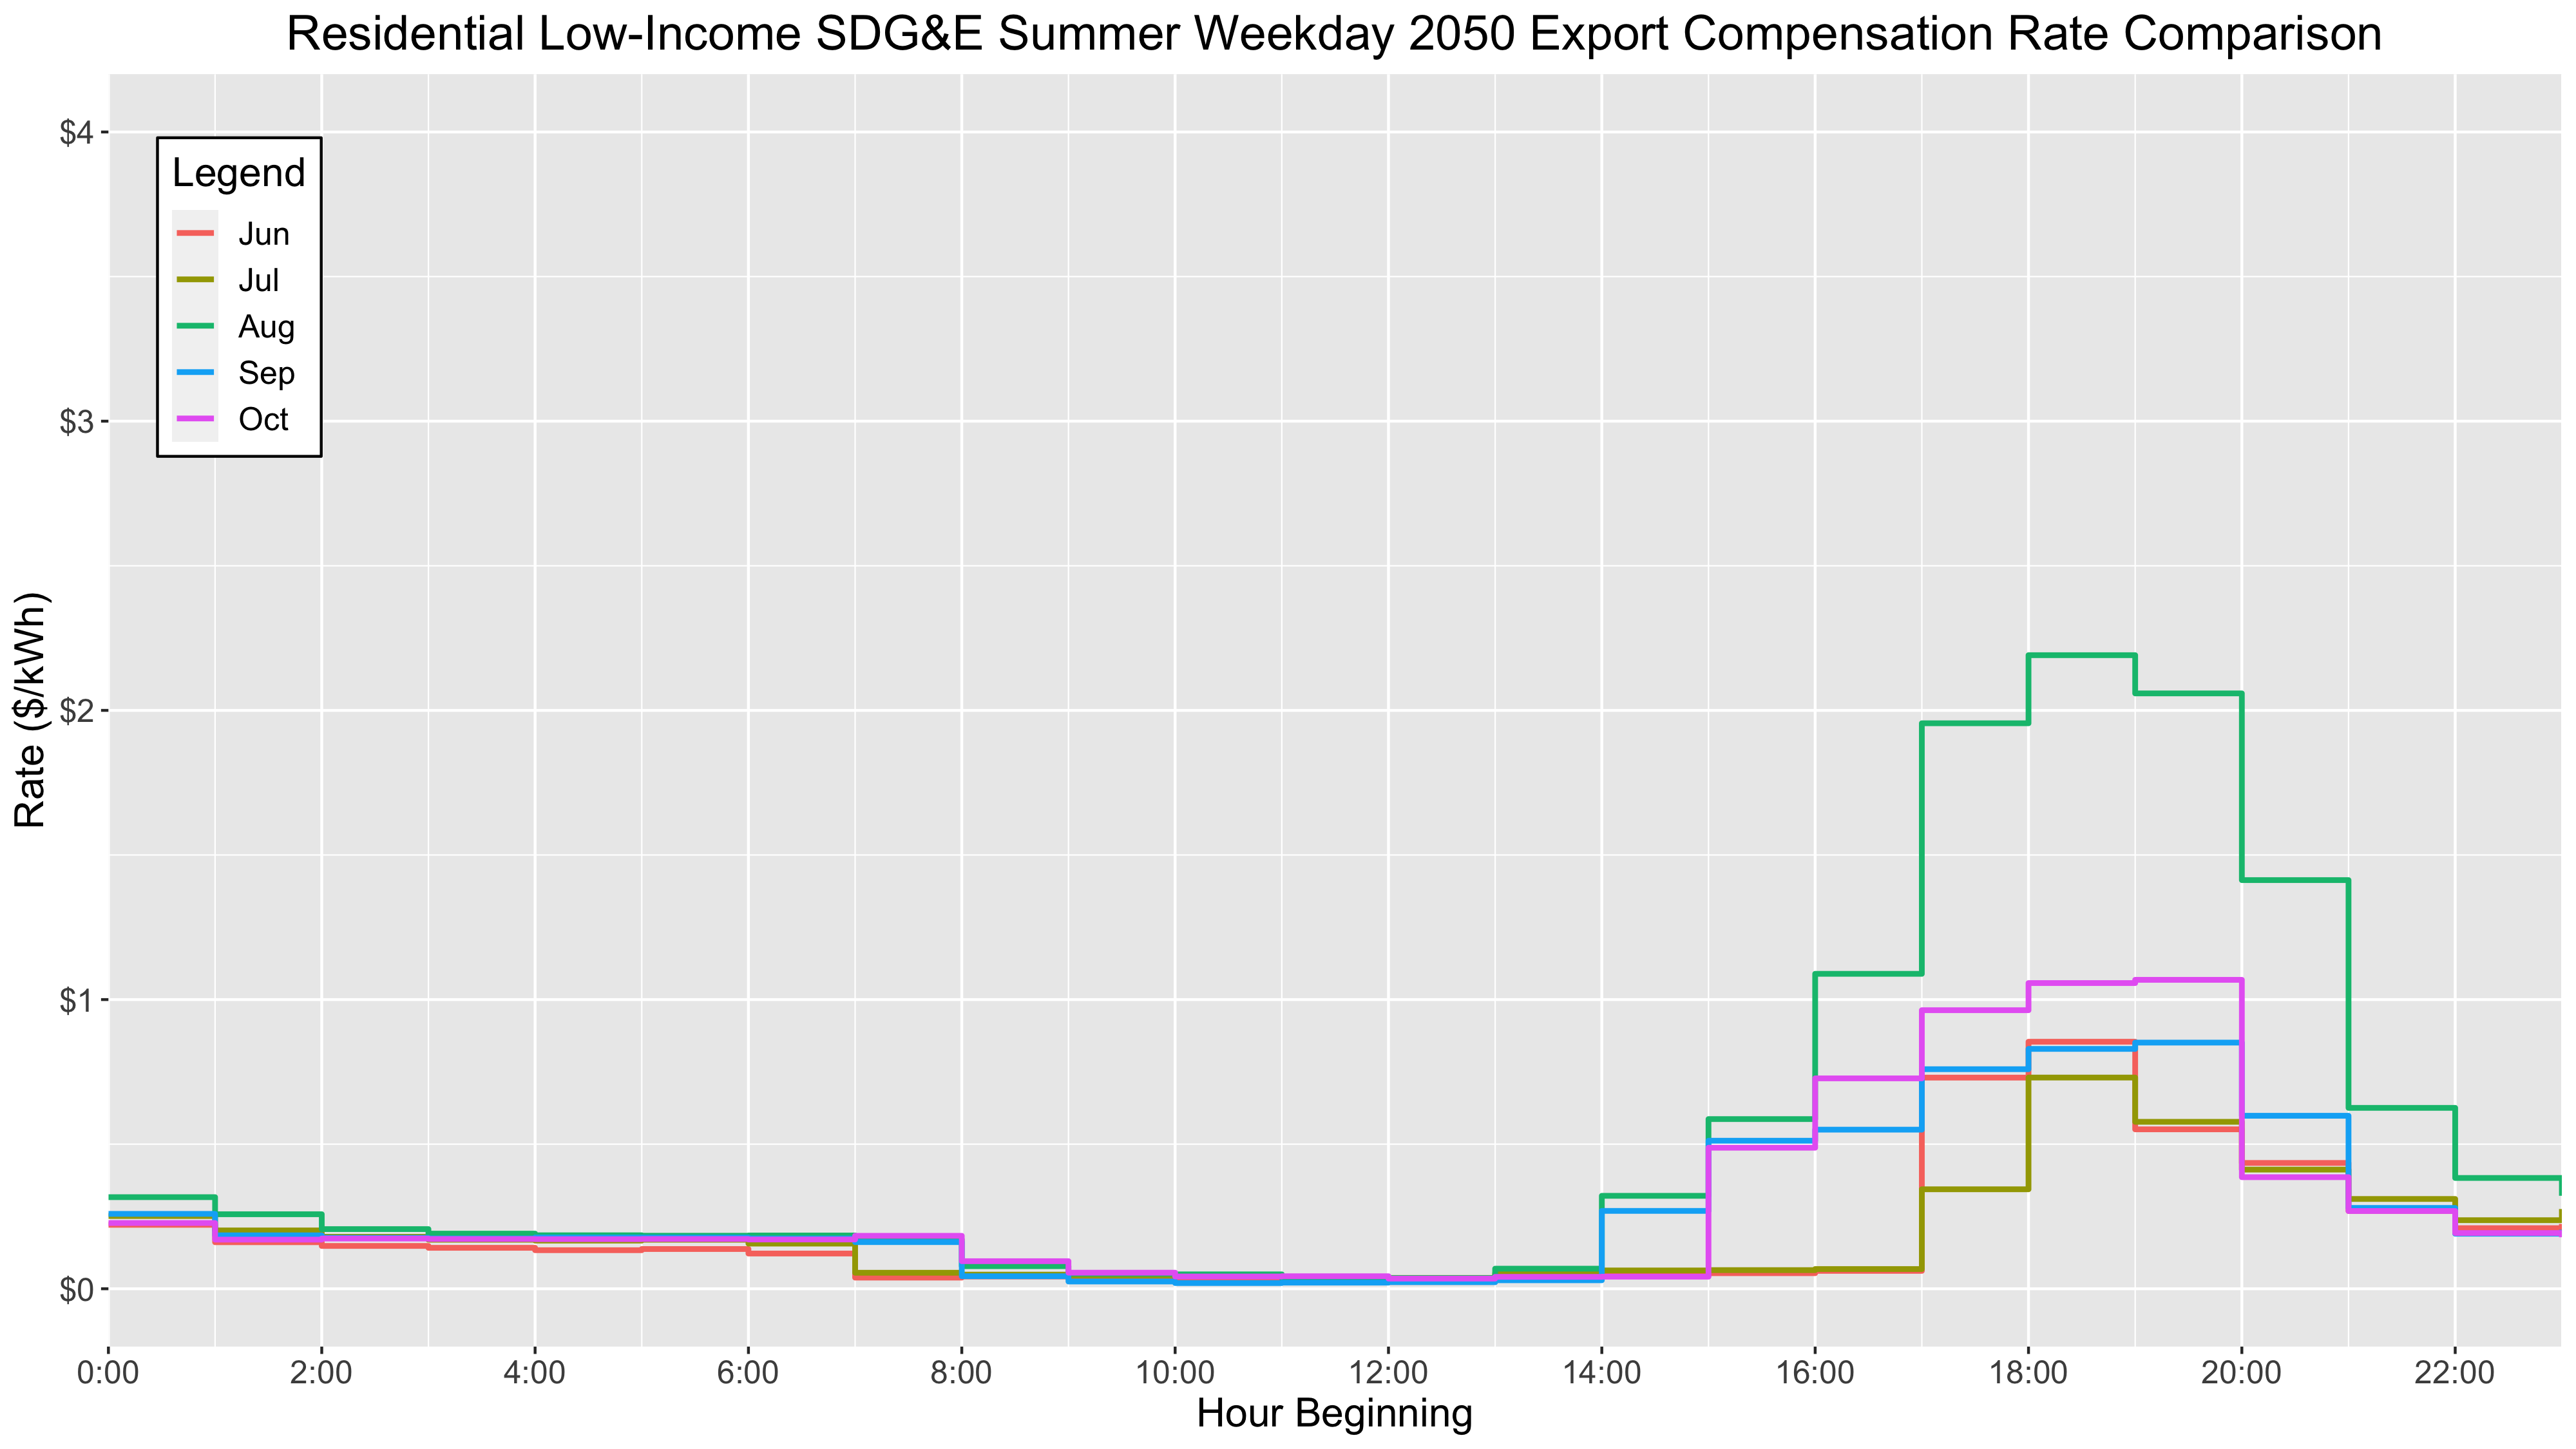 Residential Low-Income SDG&E Summer Weekday 2050 Export Compensation Rate Comparison
$4
Legend
Jun
Jul
Aug
Sep
Oct
$3
Rate ($/kWh)
$2
$1
$0
0:00 2:00 4:00 6:00 8:00 10:00 12:00 14:00 16:00 18:00 20:00 22:00
Hour Beginning